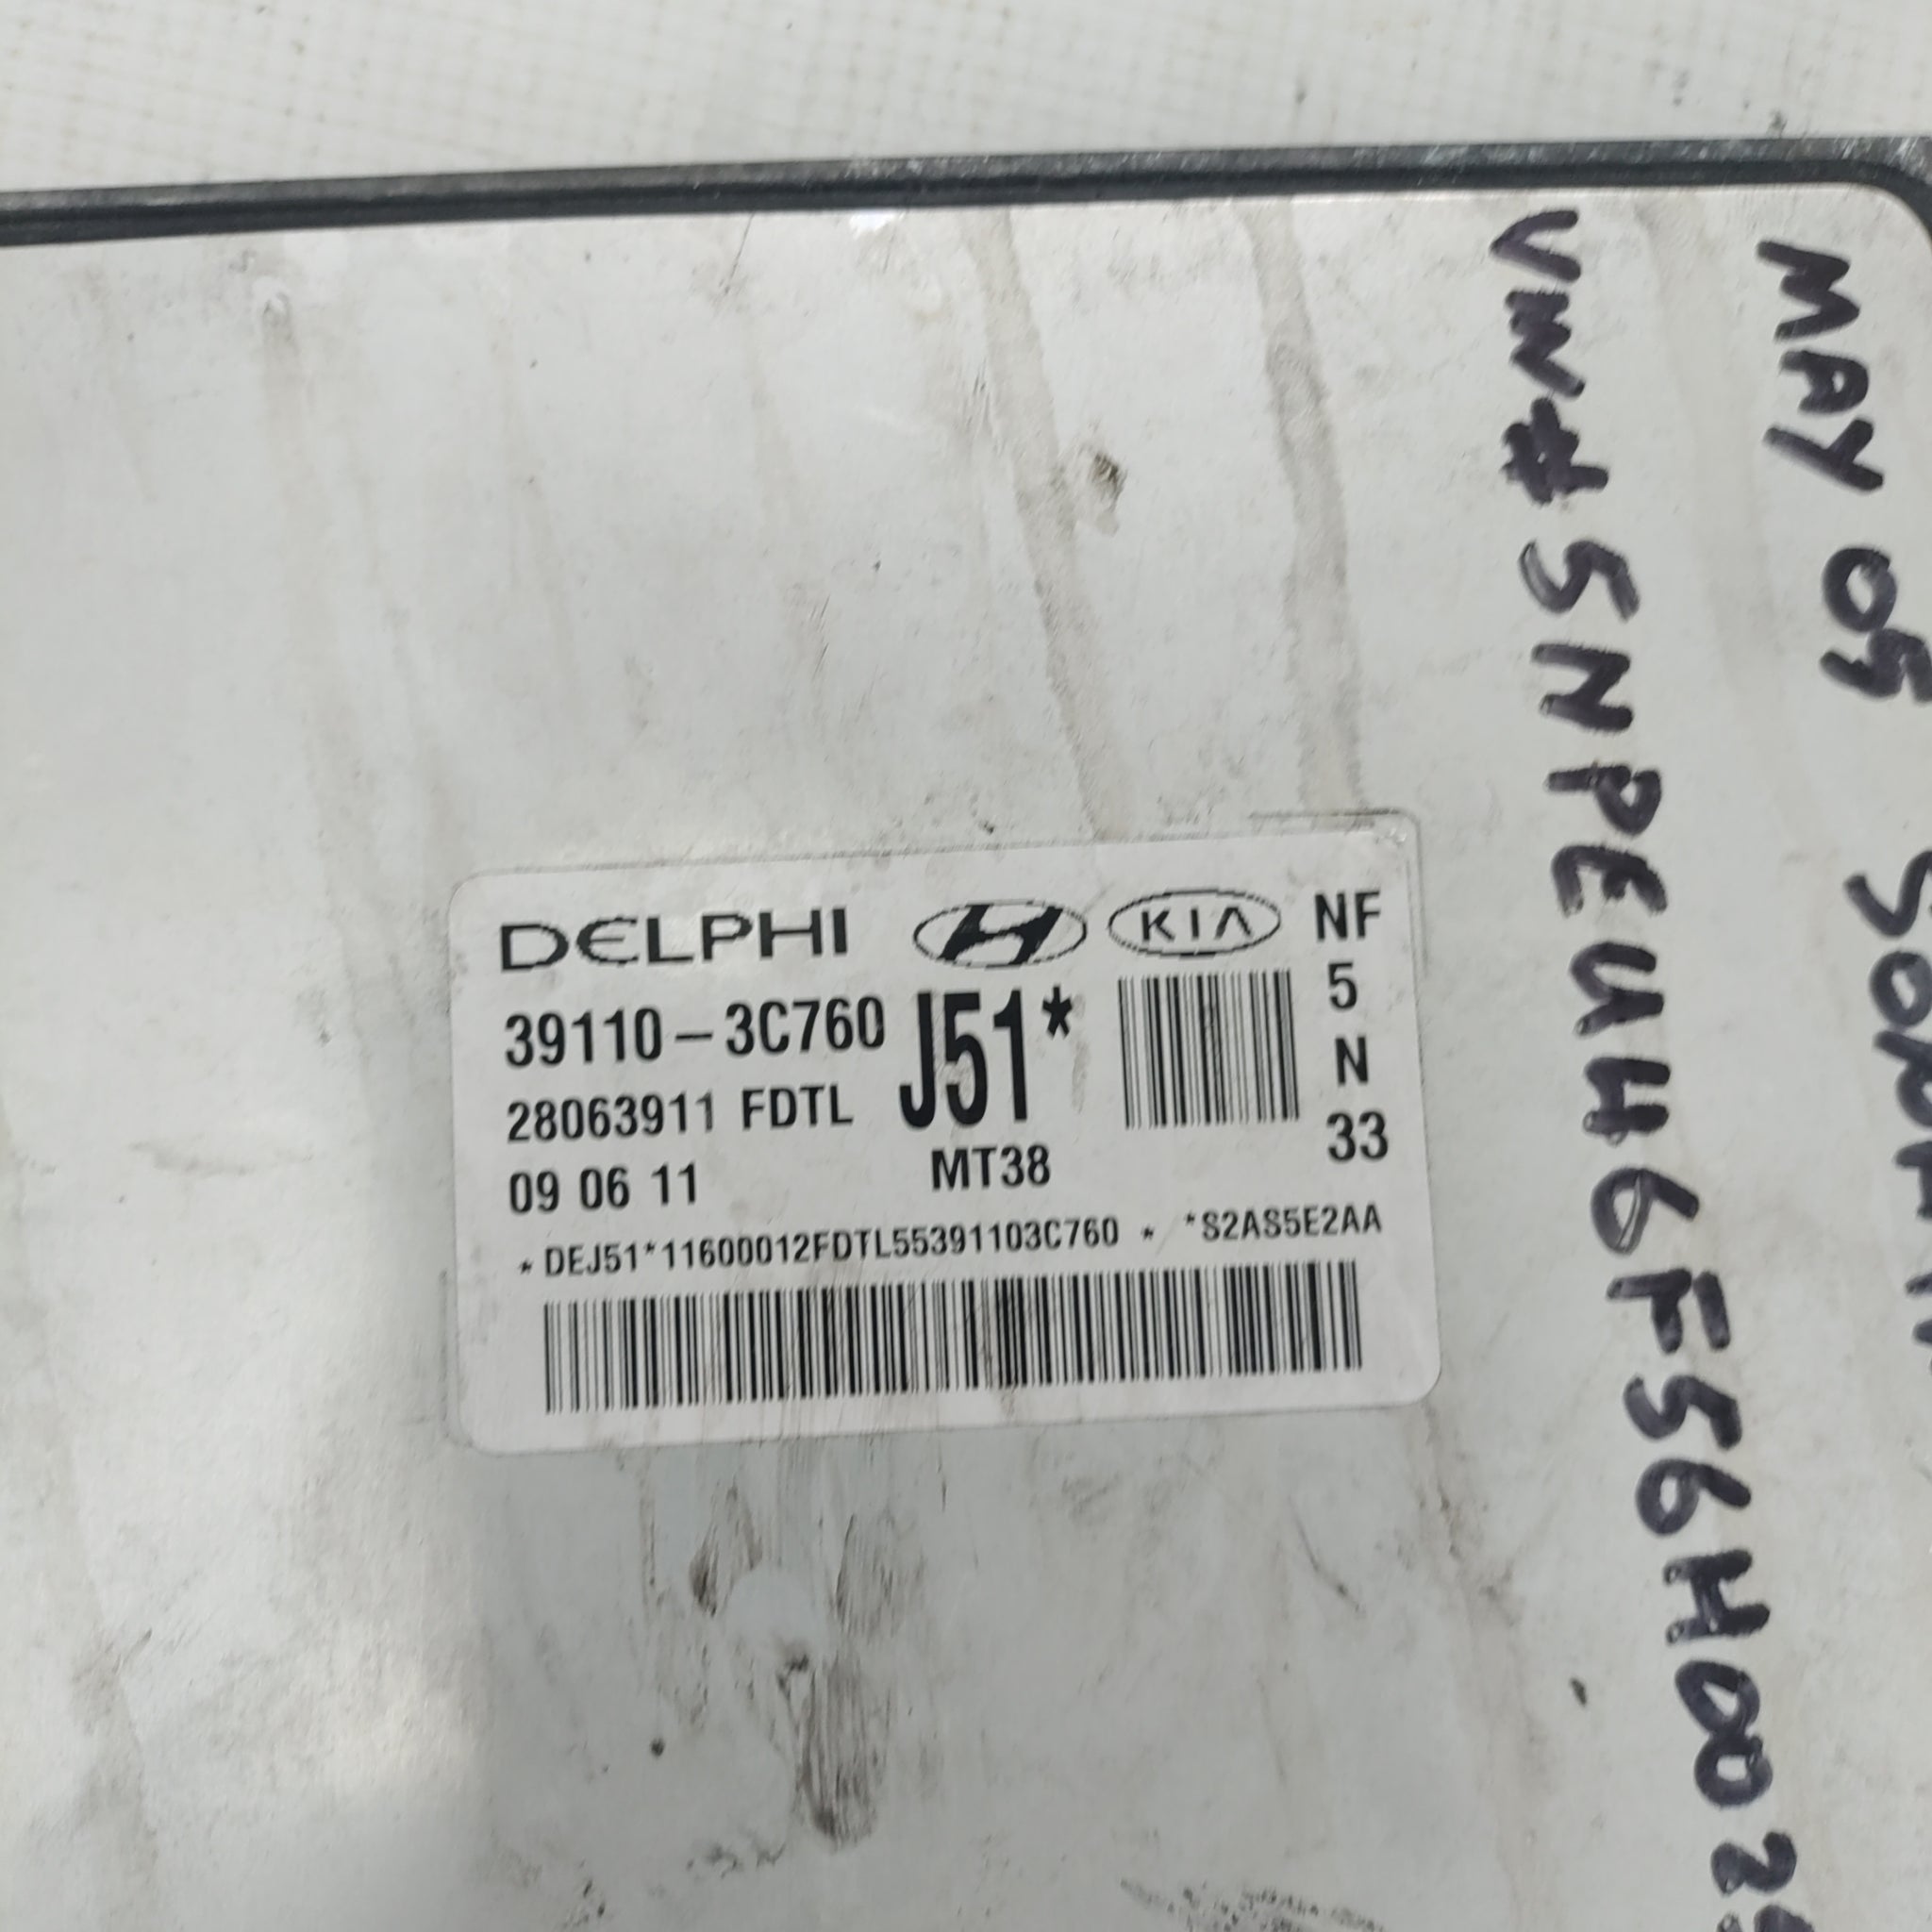 DELPHI
KIA
NF
39110-3C760
J51*
5
28063911 FDTL
N
09 06 11
MT38
33
*DEJ51*11600012FDTL55391103C760 * *S2AS5E2AA
MAY 09
VIN#5NPEU46F56H00